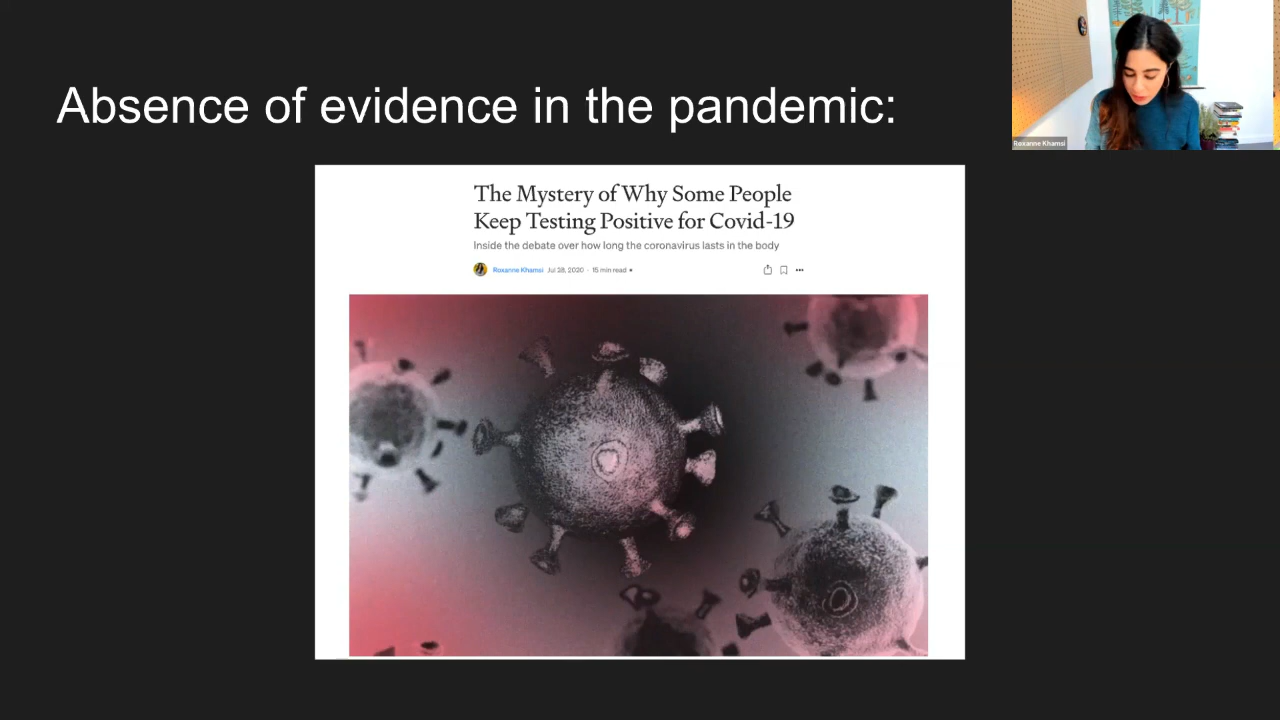 Absence of evidence in the pandemic:
Roxanne Khamsi
The Mystery of Why Some People
Keep Testing Positive for Covid-19
Inside the debate over how long the coronavirus lasts in the body
Roxanne Khamsi Jul 28, 2020 · 15 min read